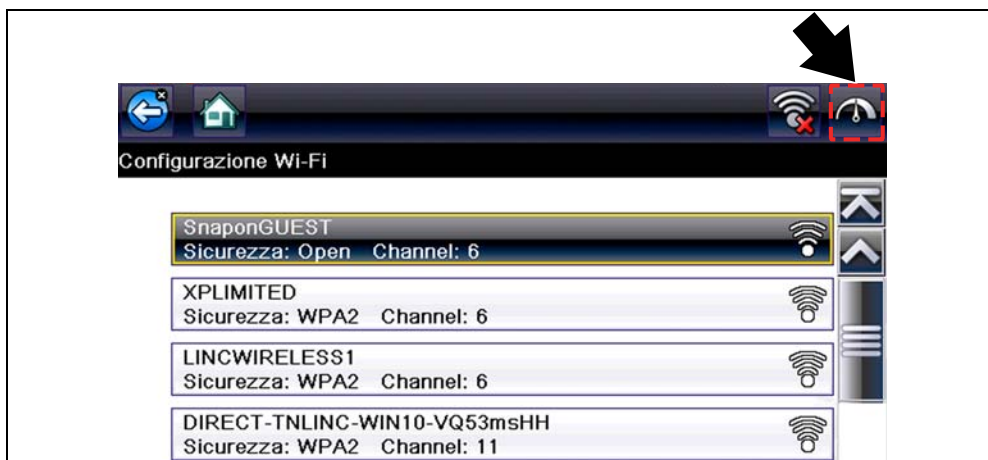 Configurazione Wi-Fi
SnaponGUEST
Sicurezza: Open Channel: 6
XPLIMITED
Sicurezza: WPA2 Channel: 6
LINCWIRELESS1
Sicurezza: WPA2 Channel: 6
DIRECT-TNLINC-WIN10-VQ53msHH
Sicurezza: WPA2 Channel: 11